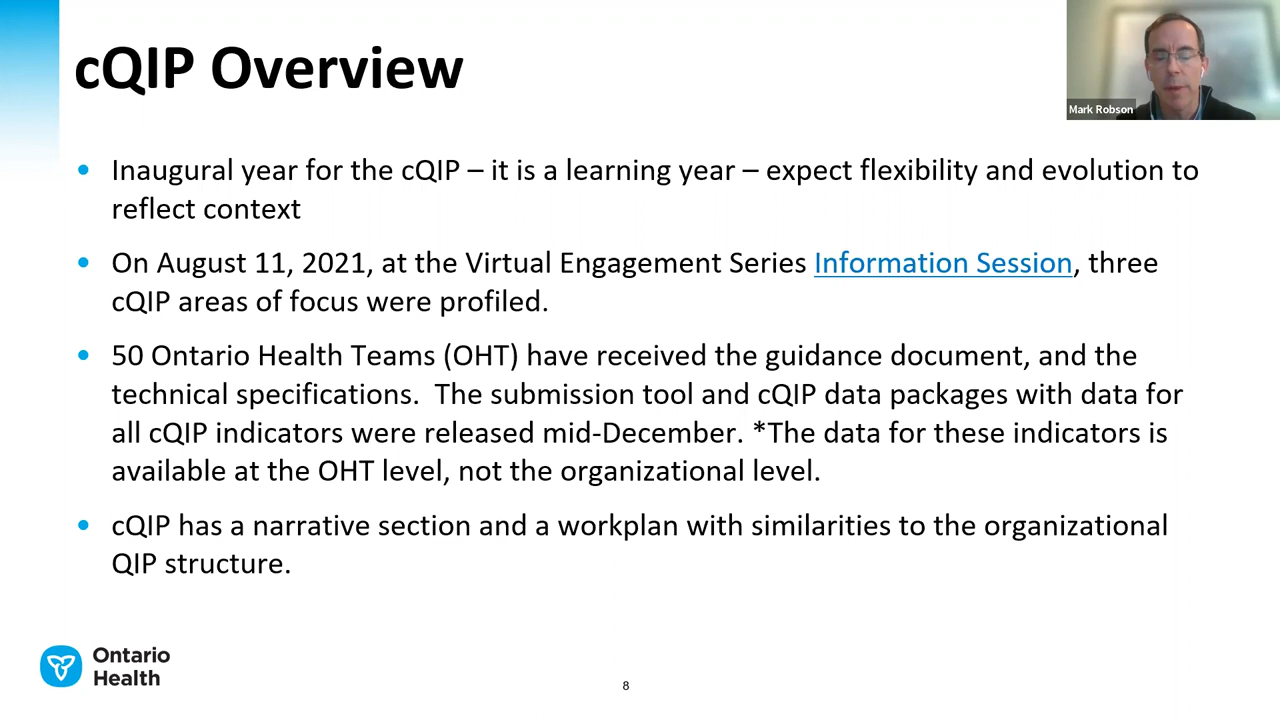 cQIP Overview
Mark Robson
• Inaugural year for the cQIP – it is a learning year – expect flexibility and evolution to
reflect context
• On August 11, 2021, at the Virtual Engagement Series Information Session, three
cQIP areas of focus were profiled.
• 50 Ontario Health Teams (OHT) have received the guidance document, and the
technical specifications.  The submission tool and cQIP data packages with data for
all cQIP indicators were released mid-December. *The data for these indicators is
available at the OHT level, not the organizational level.
• cQIP has a narrative section and a workplan with similarities to the organizational
QIP structure.
Ontario
Health
8